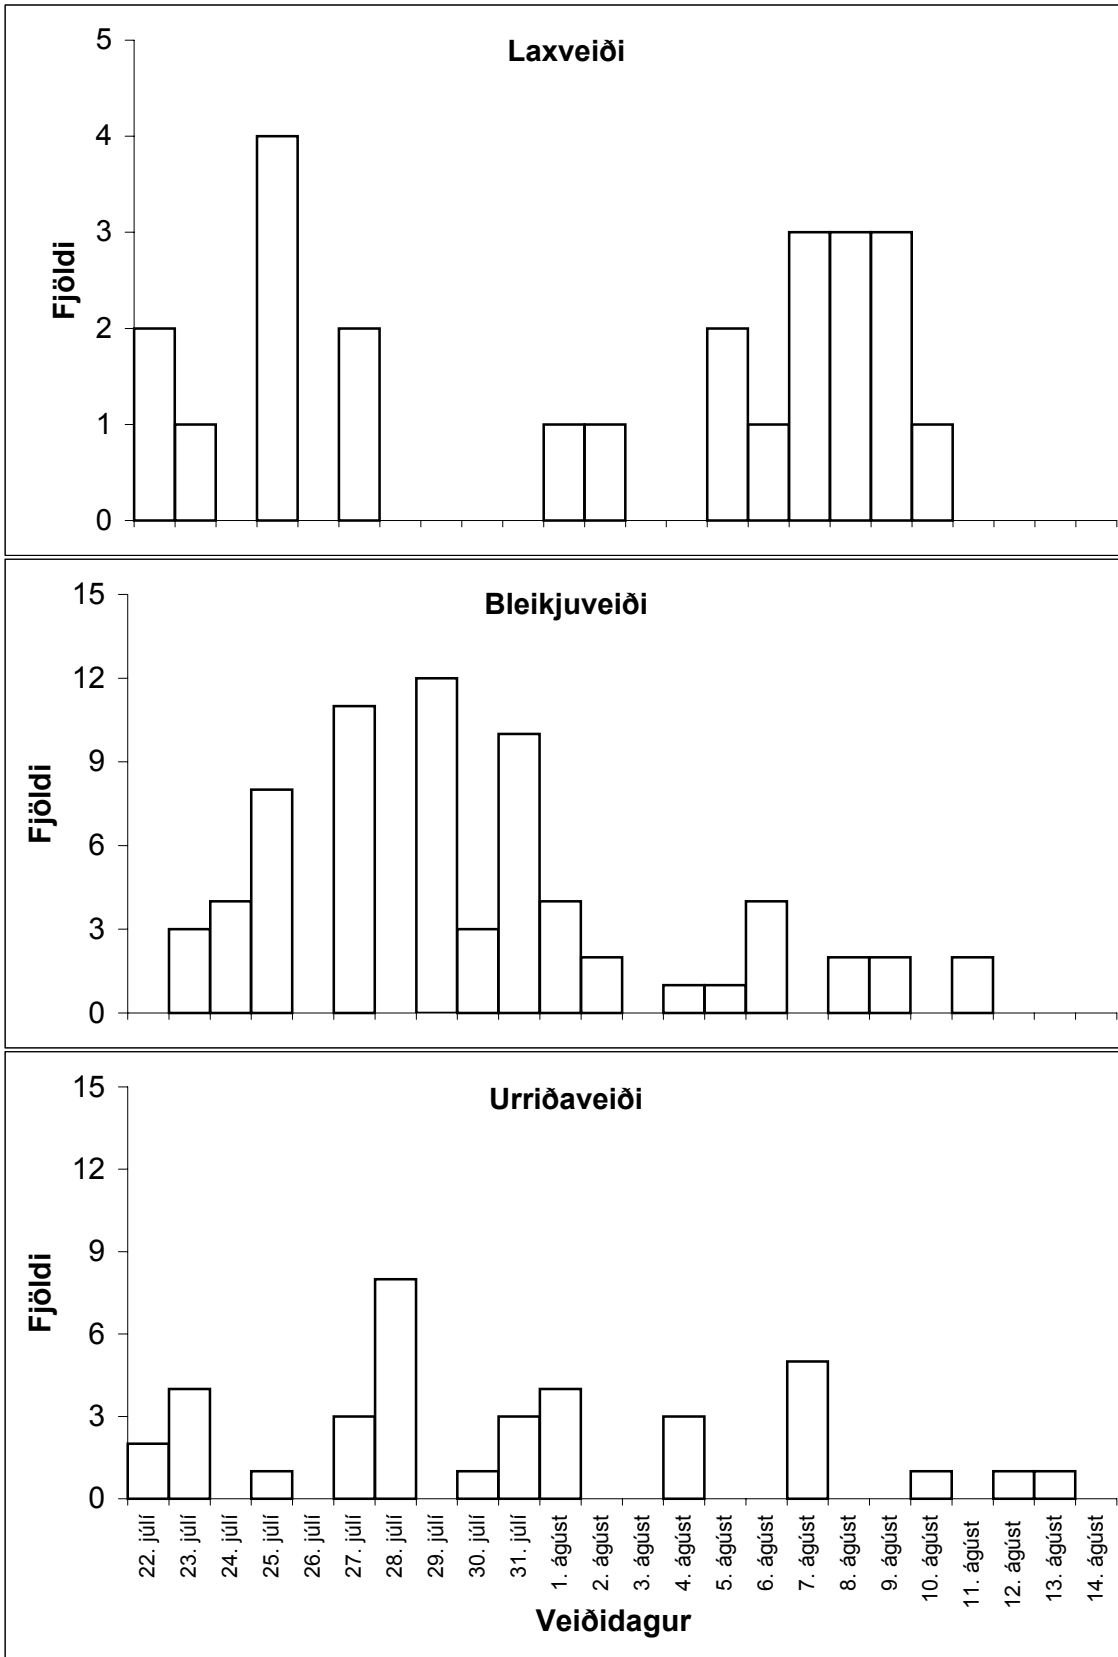 Laxveiði
5
4
3
2
1
0
Fjöldi
Bleikjuveiði
15
12
9
6
3
0
Fjöldi
Urriðaveiði
15
12
9
6
3
0
Fjöldi
22. júlí
23. júlí
24. júlí
25. júlí
26. júlí
27. júlí
28. júlí
29. júlí
30. júlí
31. júlí
1. ágúst
2. ágúst
3. ágúst
4. ágúst
5. ágúst
6. ágúst
7. ágúst
8. ágúst
9. ágúst
10. ágúst
11. ágúst
12. ágúst
13. ágúst
14. ágúst
Veiðidagur